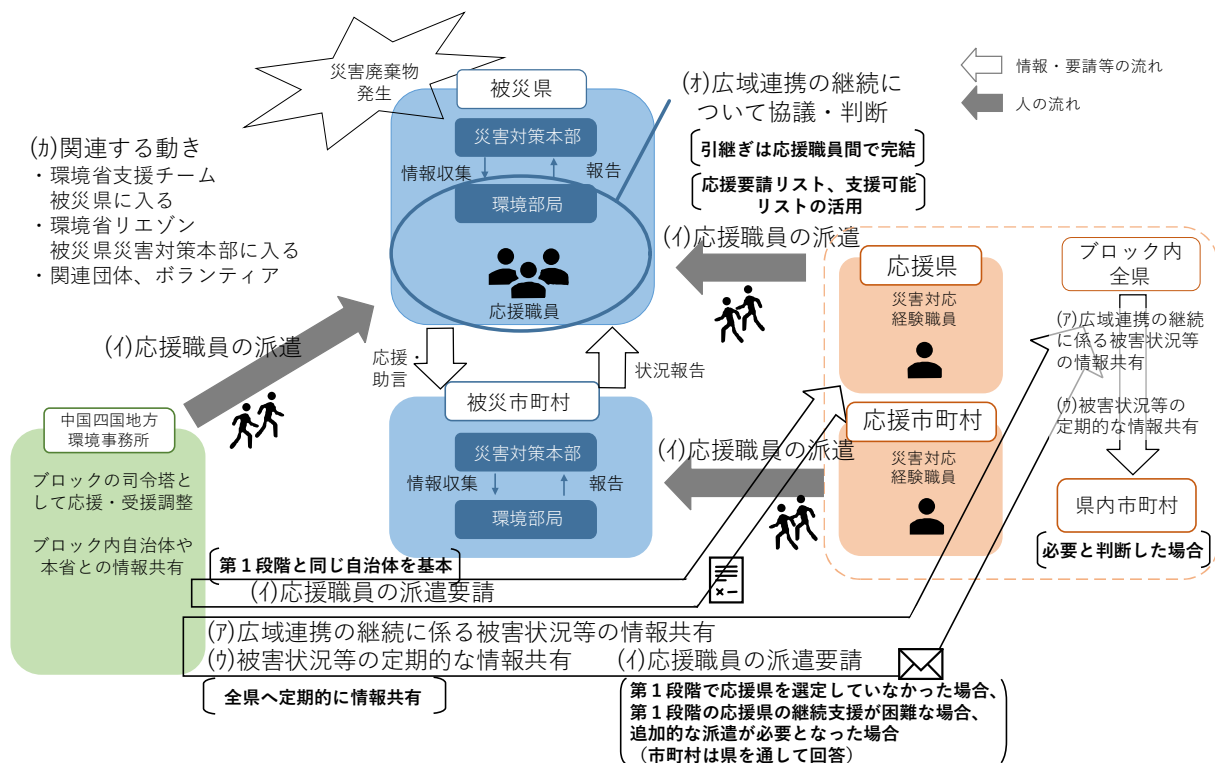 災害廃棄物
発生
被災県
災害対策本部
情報収集
報告
環境部局
応援職員
(ｵ)広域連携の継続に
ついて協議・判断
引継ぎは応援職員間で完結
応援要請リスト、支援可能
リストの活用
情報・要請等の流れ
人の流れ
(ｶ)関連する動き
・環境省支援チーム
被災県に入る
・環境省リエゾン
被災県災害対策本部に入る
・関連団体、ボランティア
(ｲ)応援職員の派遣
(ｲ)応援職員の派遣
応援県
災害対応
経験職員
ブロック内
全県
(ｱ)広域連携の継続
に係る被害状況等
の情報共有
(ｳ)被害状況等の
定期的な情報共有
県内市町村
必要と判断した場合
応援・
助言
状況報告
被災市町村
災害対策本部
情報収集
報告
環境部局
(ｲ)応援職員の派遣
応援市町村
災害対応
経験職員
中国四国地方
環境事務所
ブロックの司令塔と
して応援・受援調整
ブロック内自治体や
本省との情報共有
第１段階と同じ自治体を基本
(ｲ)応援職員の派遣要請
(ｱ)広域連携の継続に係る被害状況等の情報共有
(ｳ)被害状況等の定期的な情報共有
(ｲ)応援職員の派遣要請
全県へ定期的に情報共有
第１段階で応援県を選定していなかった場合、
第１段階の応援県の継続支援が困難な場合、
追加的な派遣が必要となった場合
（市町村は県を通して回答）